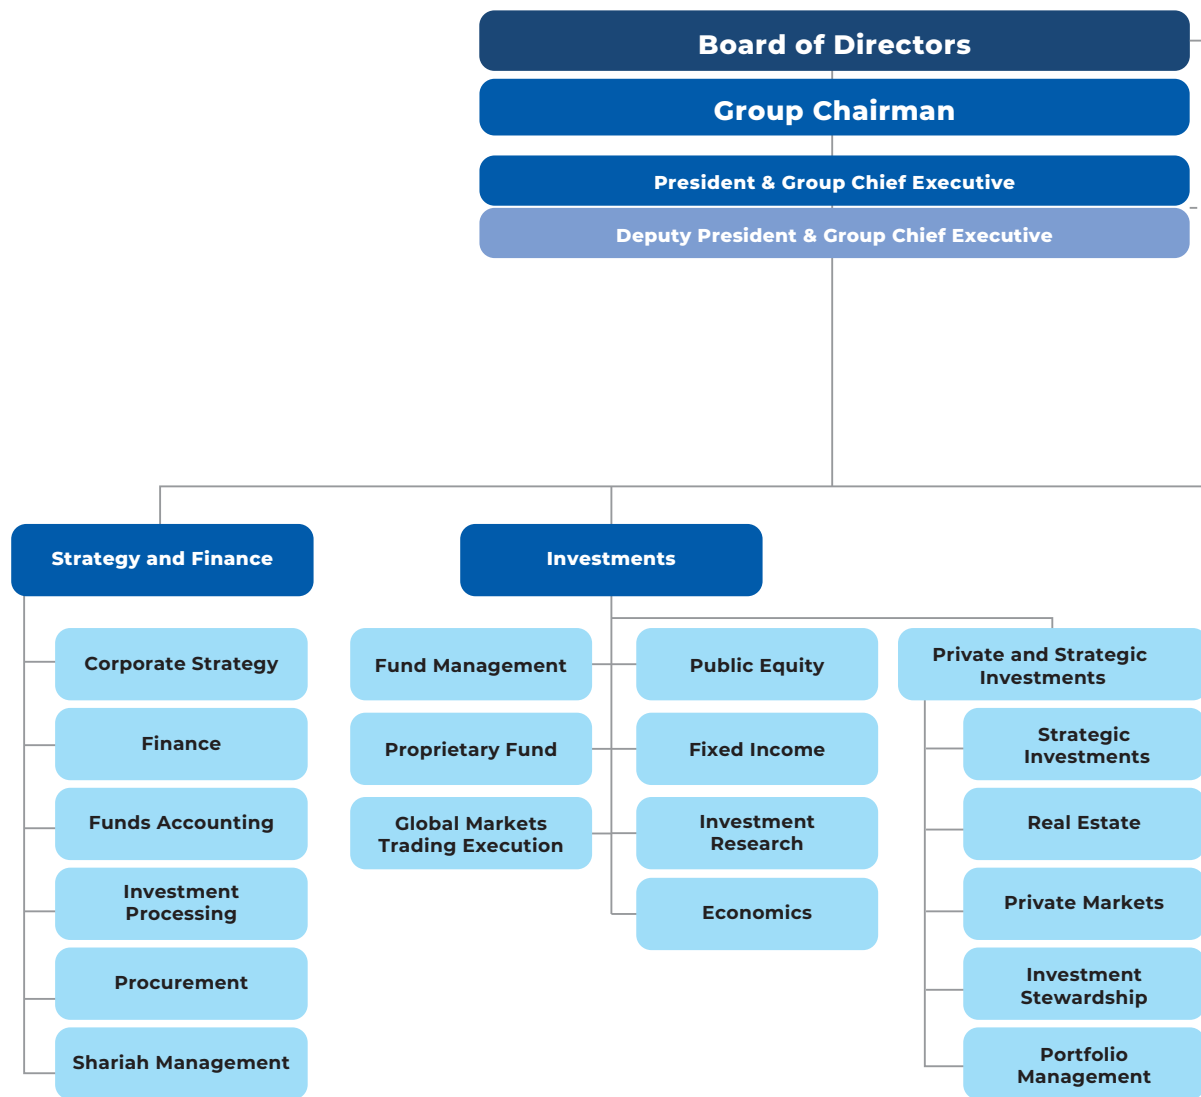 Board of Directors
Group Chairman
President & Group Chief Executive
Deputy President & Group Chief Executive
Strategy and Finance
Corporate Strategy
Finance
Funds Accounting
Investment
Processing
Procurement
Shariah Management
Investments
Fund Management
Proprietary Fund
Global Markets
Trading Execution
Public Equity
Fixed Income
Investment
Research
Economics
Private and Strategic
Investments
Strategic
Investments
Real Estate
Private Markets
Investment
Stewardship
Portfolio
Management